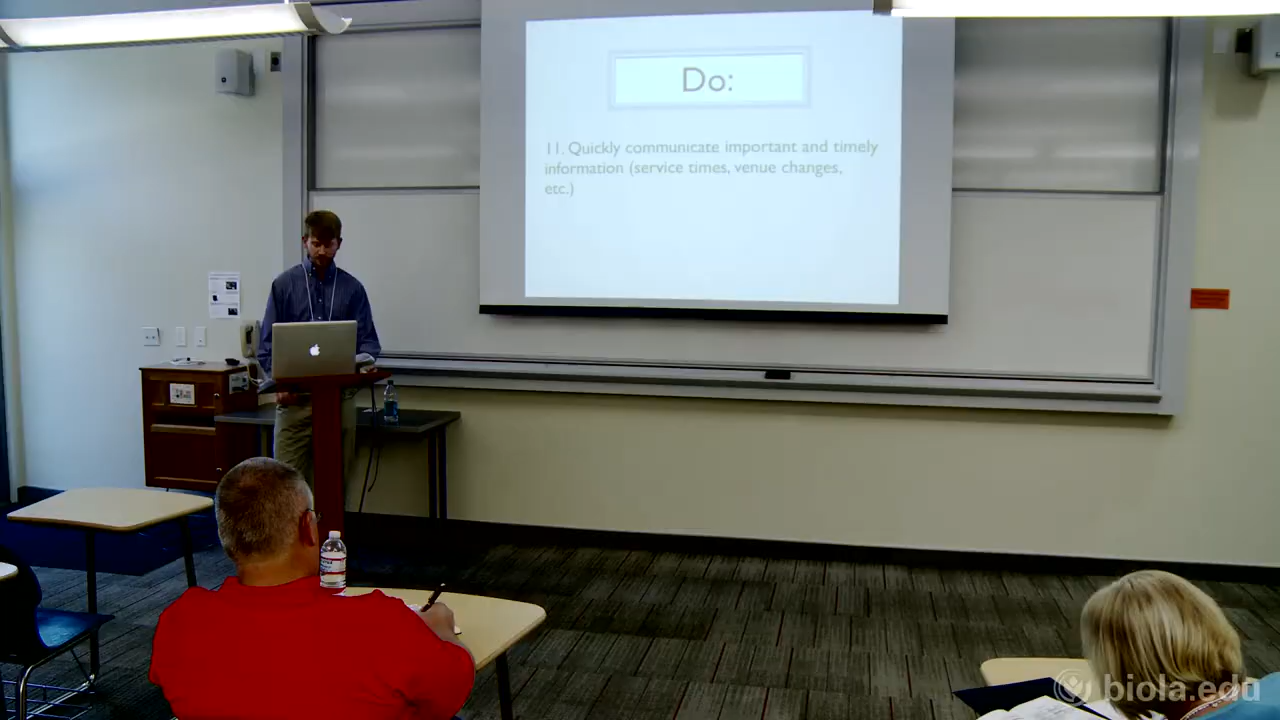 Do:
11. Quickly communicate important and timely
information (service times, venue changes,
etc.)
biola.edu